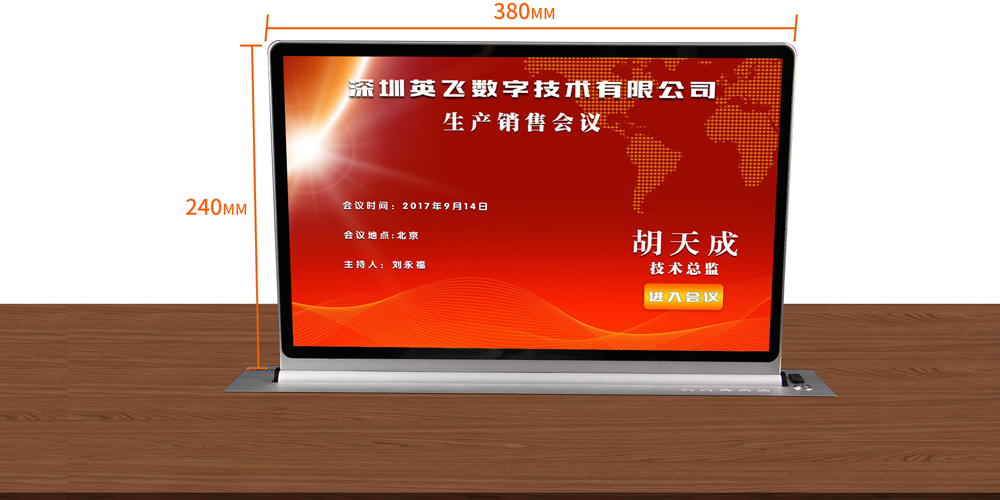 380MM
240MM
深圳英飞数字技术有限公司
生产销售会议
会议时间：2017年9月14日
会议地点:北京
主持人：刘永福
胡天成
技术总监
进入会议